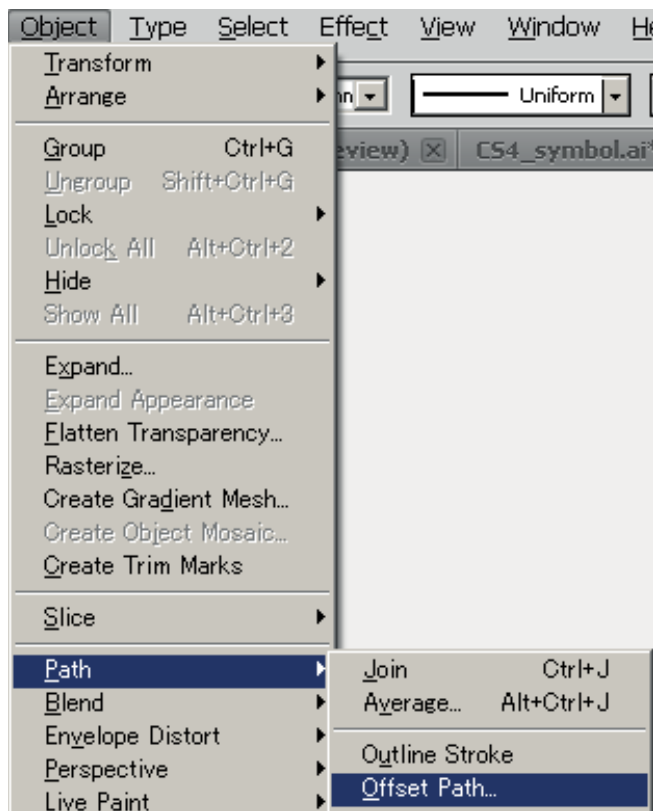 Object Type Select Effect View Window He
Transform
Arrange
Uniform
Group Ctrl+G
eview) CS4_symbol.ai*
Ungroup Shift+Ctrl+G
Lock
Unlock All Alt+Ctrl+2
Hide
Show All Alt+Ctrl+3
Expand...
Expand Appearance
Flatten Transparency...
Rasterize...
Create Gradient Mesh...
Create Object Mosaic...
Create Trim Marks
Slice
Path
Blend
Envelope Distort
Perspective
Live Paint
Join Ctrl+J
Average... Alt+Ctrl+J
Outline Stroke
Offset Path...